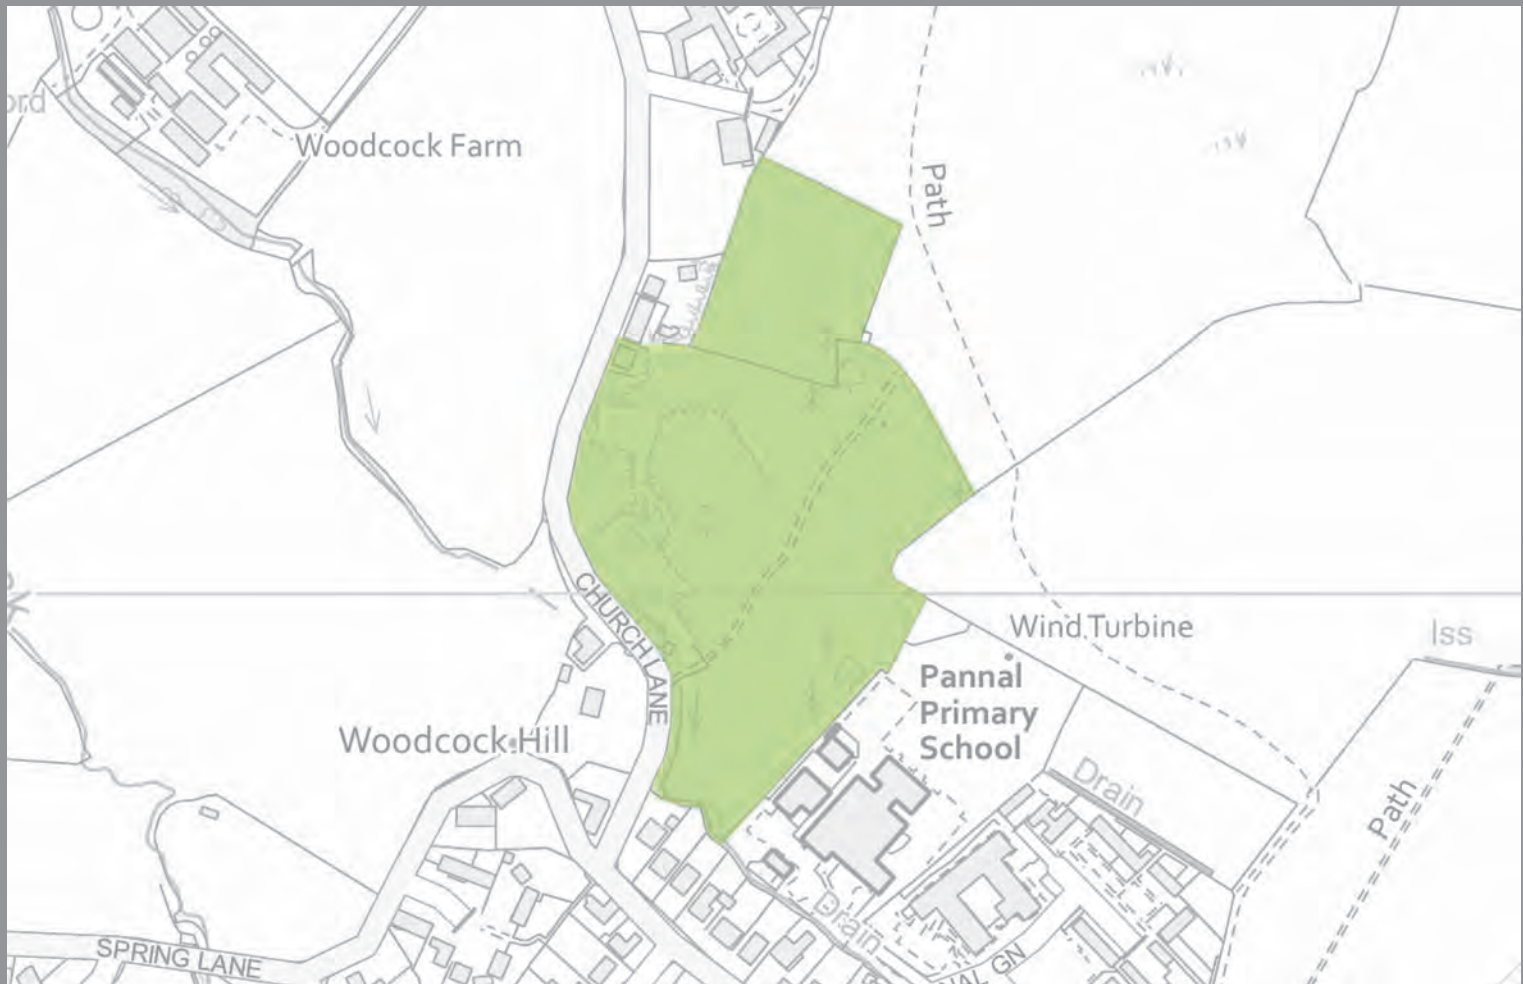 Woodcock Farm
Path
CHURCH LANE
Wind Turbine
Iss
Pannal
Primary
School
Woodcock Hill
Drain
Path
Drain
SPRING LANE